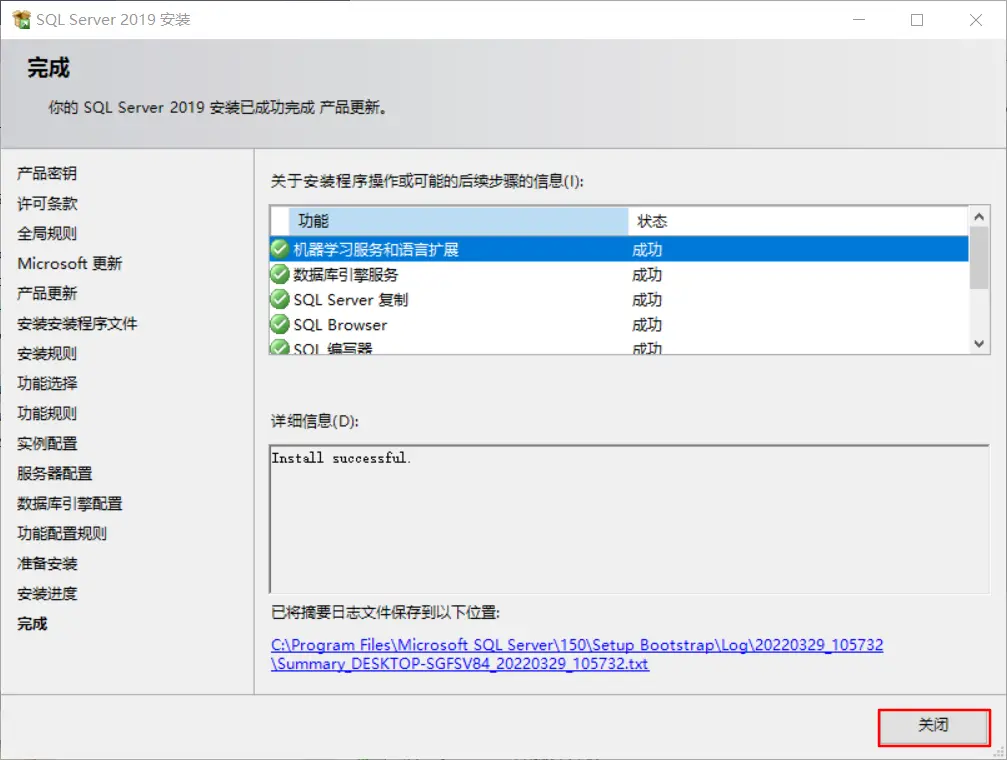 SQL Server 2019 安装
完成
你的 SQL Server 2019 安装已成功完成 产品更新。
产品密钥
许可条款
全局规则
Microsoft 更新
产品更新
安装安装程序文件
安装规则
功能选择
功能规则
实例配置
服务器配置
数据库引擎配置
功能配置规则
准备安装
安装进度
完成
关于安装程序操作或可能的后续步骤的信息(I):
功能 状态
机器学习服务和语言扩展 成功
数据库引擎服务 成功
SQL Server 复制 成功
SQL Browser 成功
SQL 编写器 成功
详细信息(D):
Install successful.
已将摘要日志文件保存到以下位置:
C:\Program Files\Microsoft SQL Server\150\Setup Bootstrap\Log\20220329_105732
\Summary_DESKTOP-SGFSV84_20220329_105732.txt
关闭